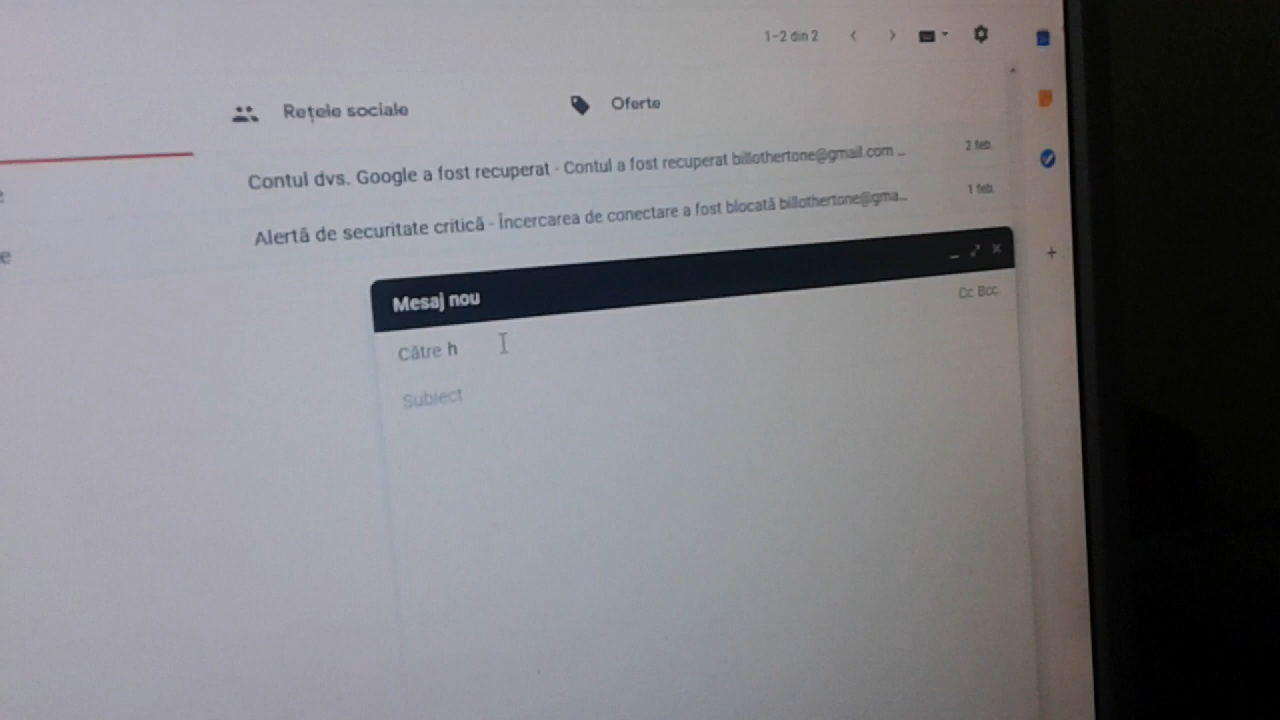 1–2 din 2
Rețele sociale
Oferte
Contul dvs. Google a fost recuperat - Contul a fost recuperat billothertone@gmail.com ...
2 feb.
Alertă de securitate critică - Încercarea de conectare a fost blocată billothertone@gma...
1 feb.
e
Mesaj nou
Cc Bcc
Către h
Subiect